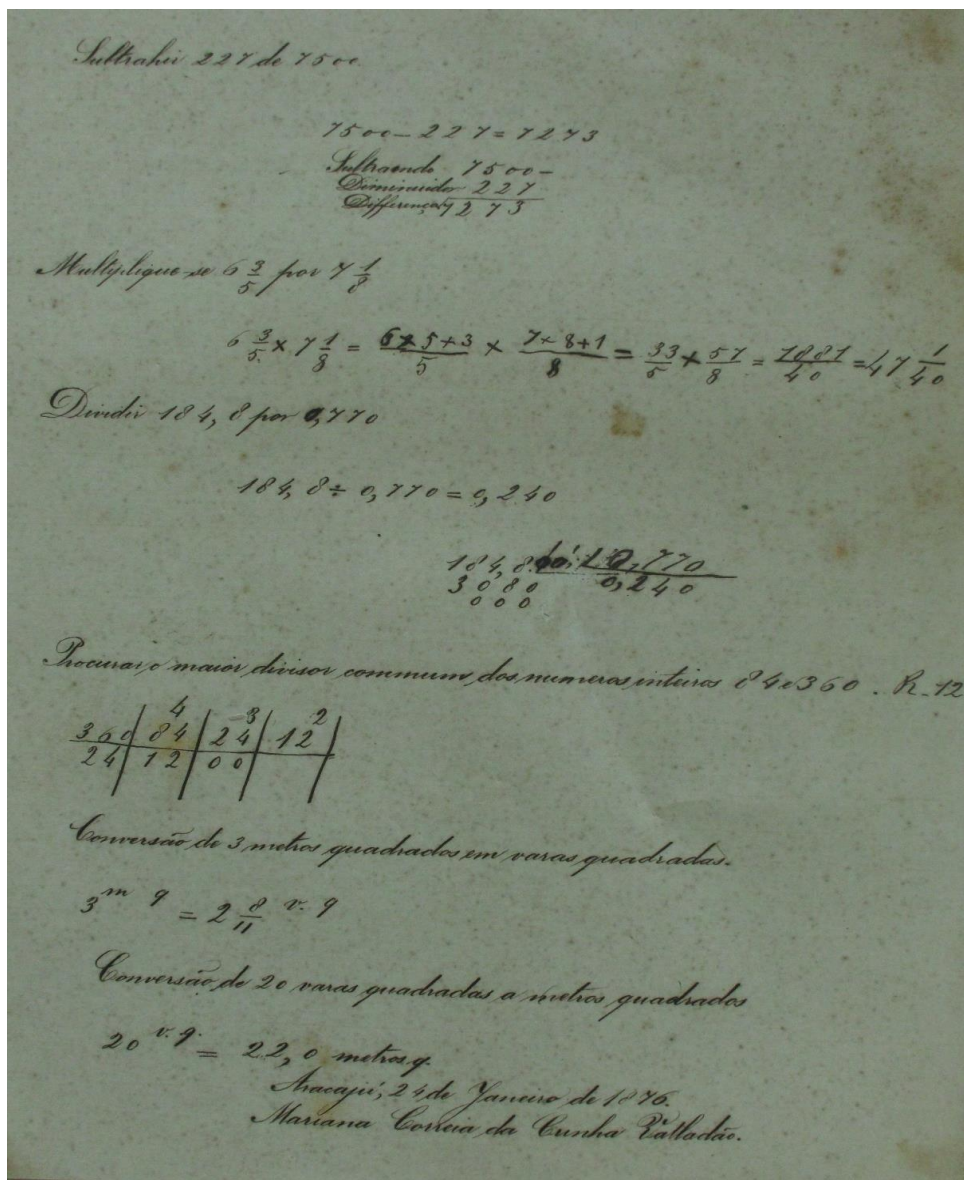 Subtrahir 227 de 7500
7500 - 227 = 7273
Subtraendo 7500 -
Diminuidor 227
Differença 7273
Multiplique-se 6 3/5 por 7 1/8
6 3/5 × 7 1/8 = 6×5+3/5 × 7×8+1/8 = 33/5 × 57/8 = 1881/40 = 47 1/40
Dividir 184,8 por 0,770
184,8 ÷ 0,770 = 0,240
184,8 0,770
3080 0,240
000
Procurar o maior divisor commum dos numeros inteiros 84 e 360. R. 12
4 3 2
360 84 24 12
24 12 00
Conversão de 3 metros quadrados em varas quadradas.
3 m q = 2 8/11 v. q
Conversão de 20 varas quadradas a metros quadrados
20 v. q. = 22,0 metros q.
Aracajú, 24 de Janeiro de 1876.
Mariana Correia da Cunha Valladão.